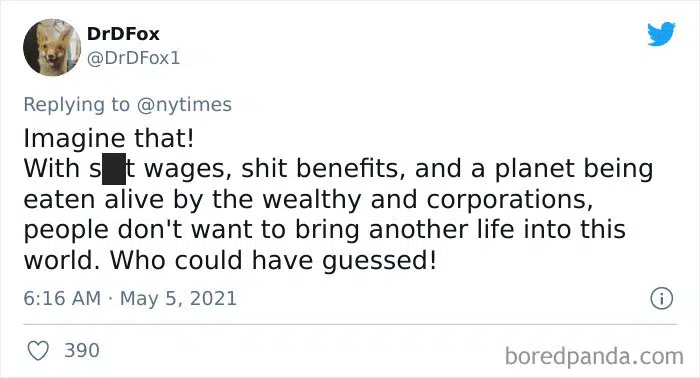 DrDFox
@DrDFox1
Replying to @nytimes
Imagine that!
With s██t wages, shit benefits, and a planet being
eaten alive by the wealthy and corporations,
people don't want to bring another life into this
world. Who could have guessed!
6:16 AM · May 5, 2021
390
boredpanda.com